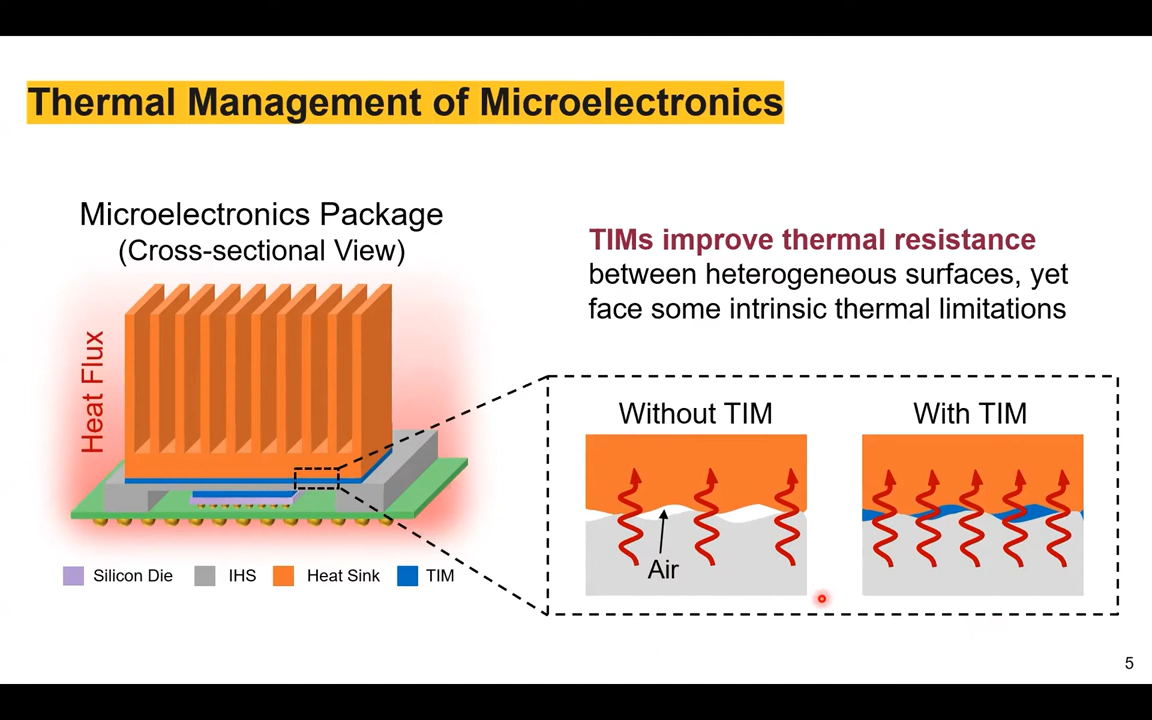 Thermal Management of Microelectronics
Microelectronics Package
(Cross-sectional View)
Heat Flux
Silicon Die
IHS
Heat Sink
TIM
TIMs improve thermal resistance
between heterogeneous surfaces, yet
face some intrinsic thermal limitations
Without TIM
With TIM
Air
5